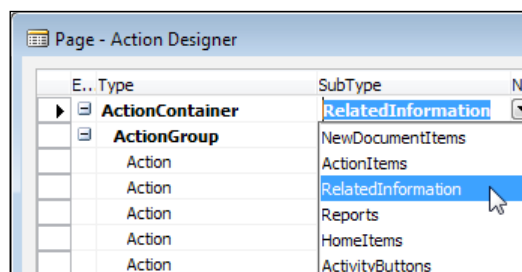 Page - Action Designer
E.. Type SubType N
ActionContainer RelatedInformation
ActionGroup NewDocumentItems
Action ActionItems
Action RelatedInformation
Action Reports
Action HomeItems
Action ActivityButtons